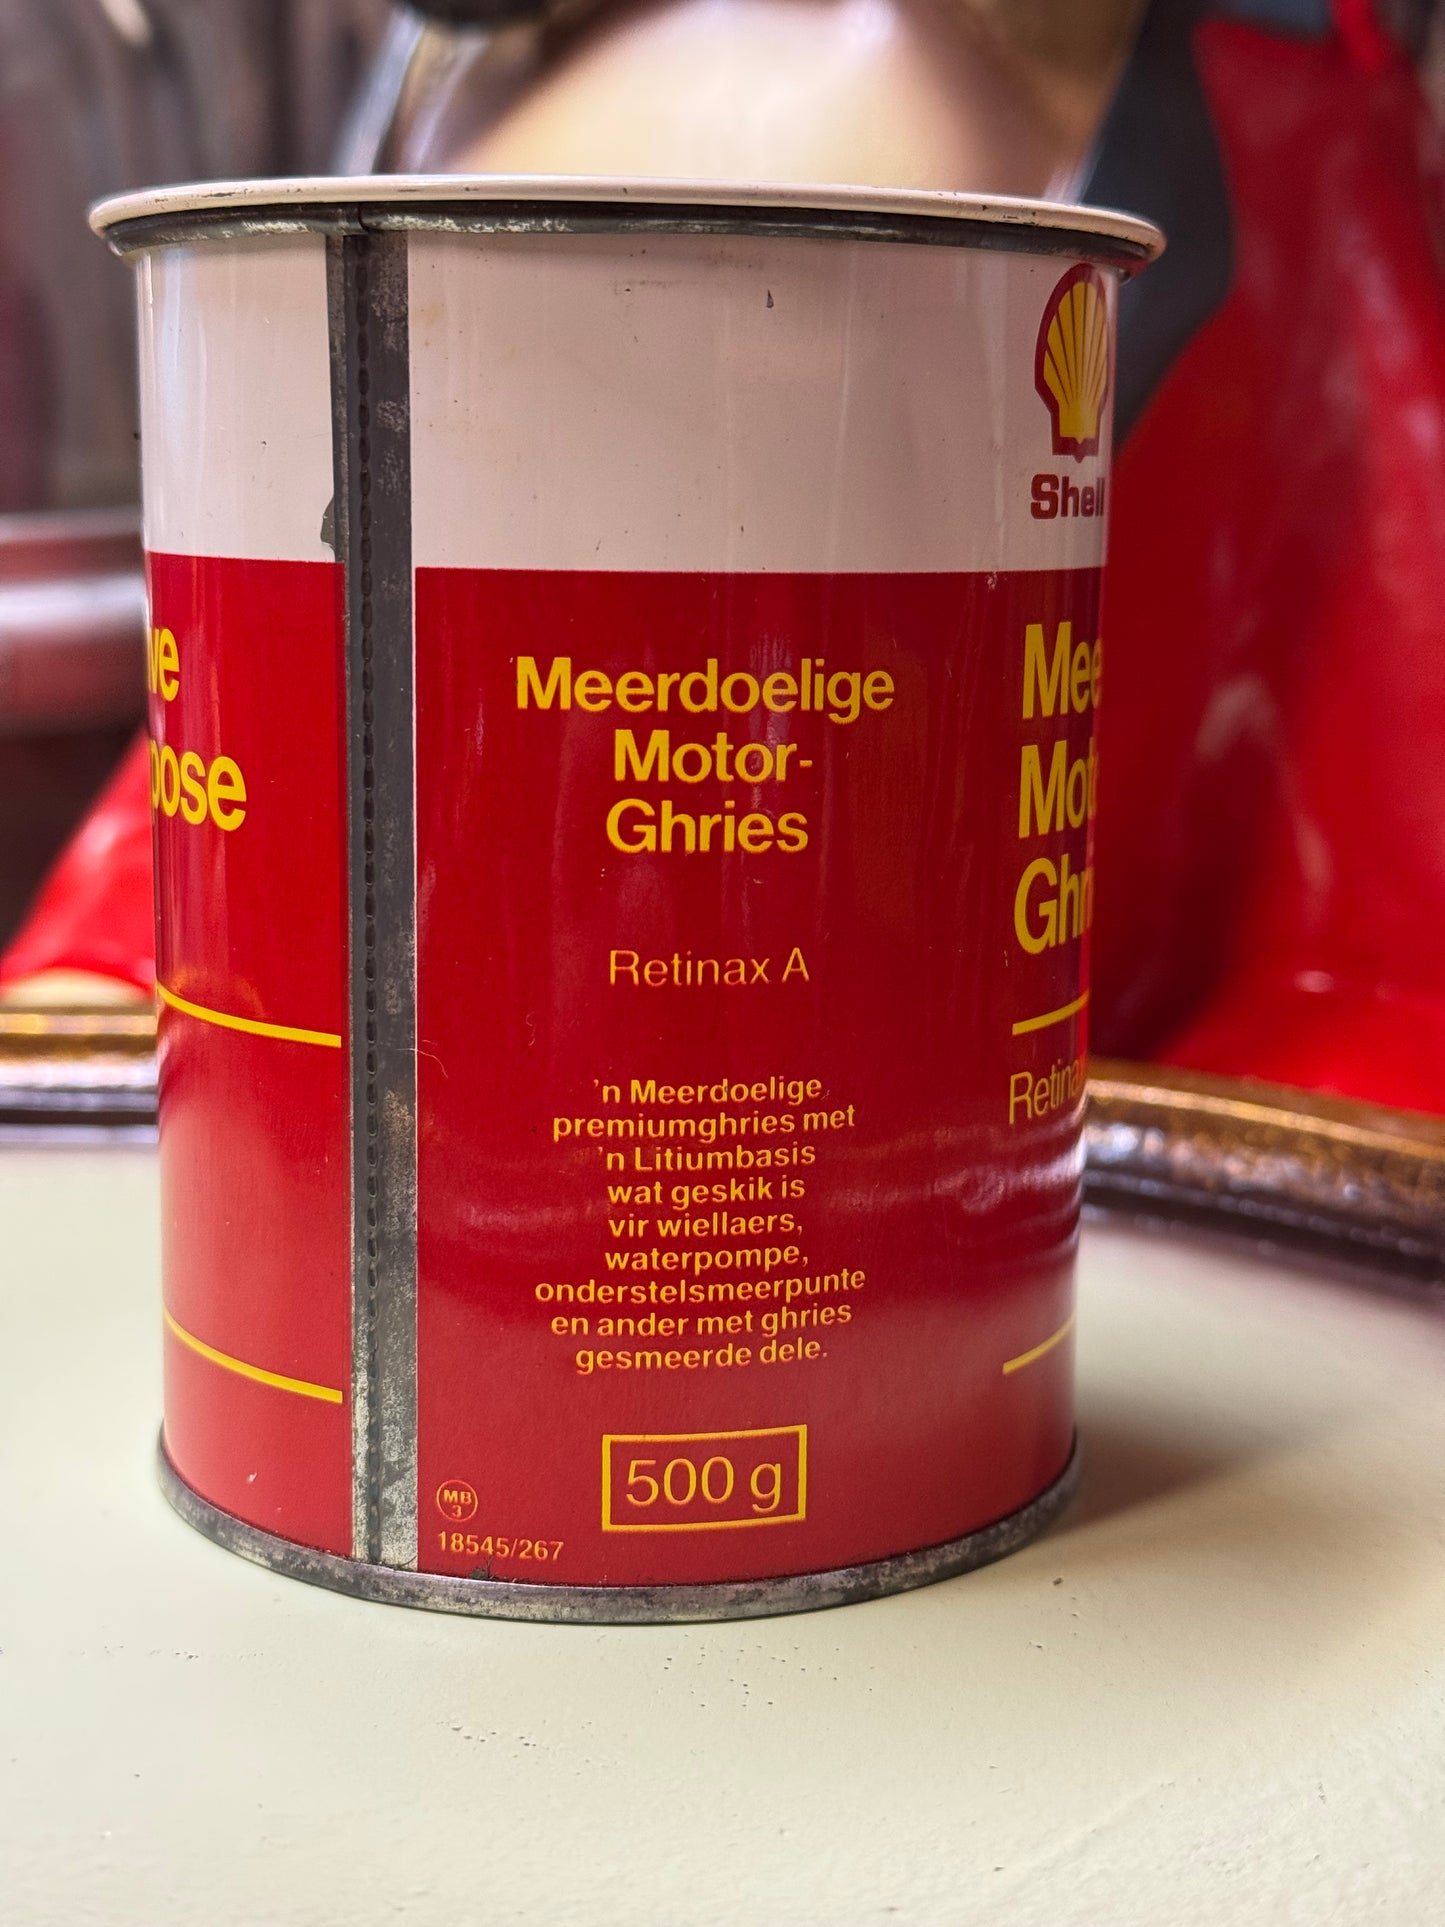 Shell
Meerdoelige
Motor-
Ghries
Retinax A
'n Meerdoelige
premiumghries met
'n Litiumbasis
wat geskik is
vir wiellaers,
waterpompe,
onderstelsmeerpunte
en ander met ghries
gesmeerde dele.
500 g
MB
3
18545/267